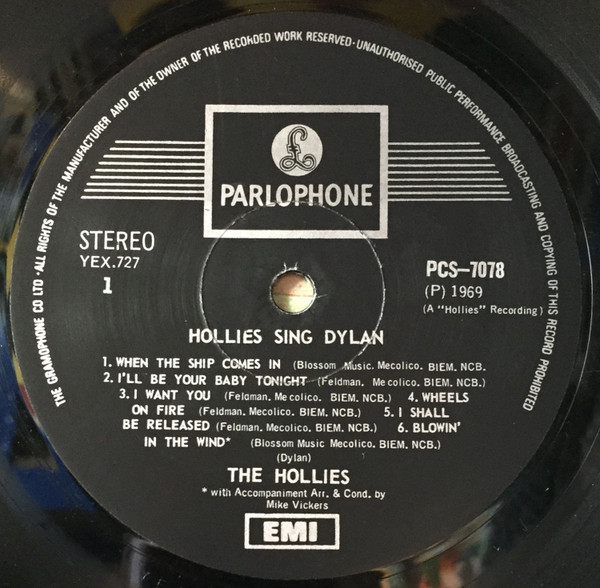 THE GRAMOPHONE CO LTD·ALL RIGHTS OF THE MANUFACTURER AND OF THE OWNER OF THE RECORDED WORK RESERVED·UNAUTHORISED PUBLIC PERFORMANCE BROADCASTING AND COPYING OF THIS RECORD PROHIBITED
£
PARLOPHONE
STEREO
YEX.727
1
PCS–7078
(P) 1969
(A "Hollies" Recording)
HOLLIES SING DYLAN
1. WHEN THE SHIP COMES IN (Blossom Music. Mecolico. BIEM. NCB.
2. I'LL BE YOUR BABY TONIGHT (Feldman. Mecolico. BIEM. NCB.)
3. I WANT YOU (Feldman. Mecolico. BIEM. NCB.) 4. WHEELS
ON FIRE (Feldman. Mecolico. BIEM. NCB.) 5. I SHALL
BE RELEASED (Feldman. Mecolico. BIEM. NCB.) 6. BLOWIN'
IN THE WIND* (Blossom Music Mecolico. BIEM. NCB.)
(Dylan)
THE HOLLIES
* with Accompaniment Arr. & Cond. by
Mike Vickers
EMI